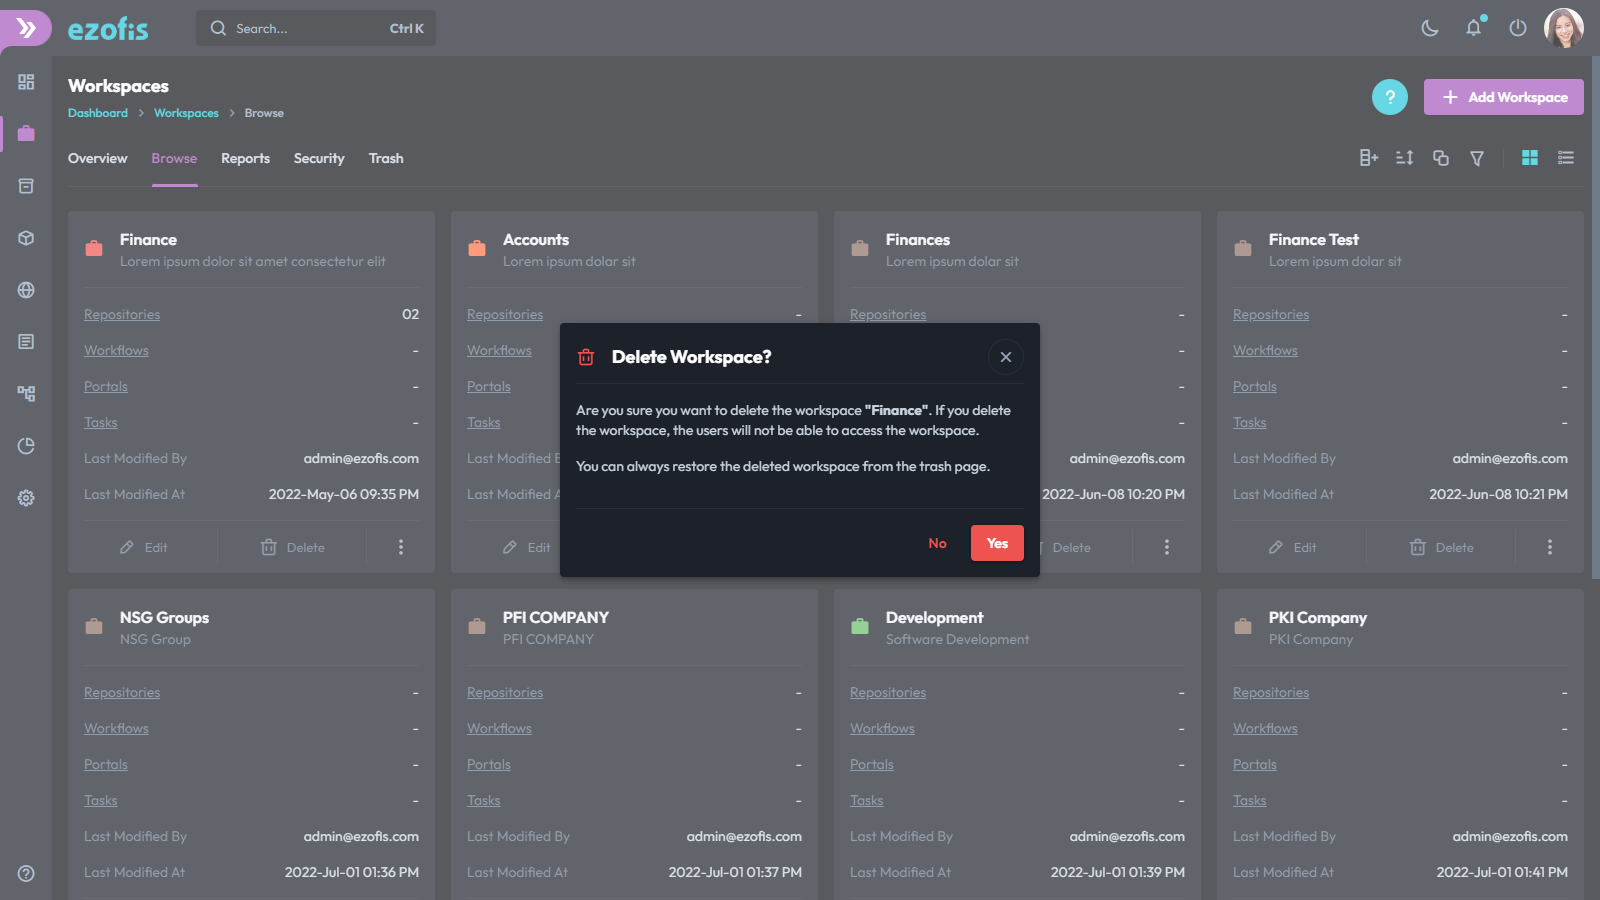 ezofis
Search...
Ctrl K
Workspaces
Dashboard > Workspaces > Browse
?
+ Add Workspace
Overview
Browse
Reports
Security
Trash
Finance
Lorem ipsum dolor sit amet consectetur elit
Repositories 02
Workflows -
Portals -
Tasks -
Last Modified By admin@ezofis.com
Last Modified At 2022-May-06 09:35 PM
Edit
Delete
Accounts
Lorem ipsum dolar sit
Repositories -
Workflows
Portals
Tasks
Last Modified B
Last Modified A
Edit
Finances
Lorem ipsum dolar sit
Repositories -
-
-
-
admin@ezofis.com
2022-Jun-08 10:20 PM
Delete
Finance Test
Lorem ipsum dolar sit
Repositories -
Workflows -
Portals -
Tasks -
Last Modified By admin@ezofis.com
Last Modified At 2022-Jun-08 10:21 PM
Edit
Delete
Delete Workspace?
Are you sure you want to delete the workspace "Finance". If you delete
the workspace, the users will not be able to access the workspace.
You can always restore the deleted workspace from the trash page.
No
Yes
NSG Groups
NSG Group
Repositories -
Workflows -
Portals -
Tasks -
Last Modified By admin@ezofis.com
Last Modified At 2022-Jul-01 01:36 PM
PFI COMPANY
PFI COMPANY
Repositories -
Workflows -
Portals -
Tasks -
Last Modified By admin@ezofis.com
Last Modified At 2022-Jul-01 01:37 PM
Development
Software Development
Repositories -
Workflows -
Portals -
Tasks -
Last Modified By admin@ezofis.com
Last Modified At 2022-Jul-01 01:39 PM
PKI Company
PKI Company
Repositories -
Workflows -
Portals -
Tasks -
Last Modified By admin@ezofis.com
Last Modified At 2022-Jul-01 01:41 PM